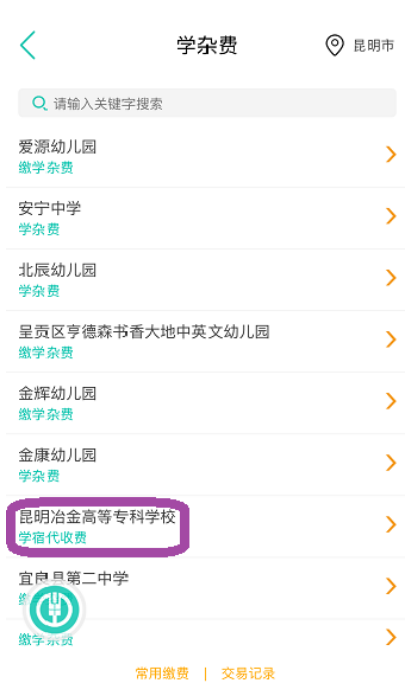 学杂费
昆明市
请输入关键字搜索
爱源幼儿园
缴学杂费
安宁中学
学杂费
北辰幼儿园
学杂费
呈贡区亨德森书香大地中英文幼儿园
缴学杂费
金辉幼儿园
缴学杂费
金康幼儿园
学杂费
昆明冶金高等专科学校
学宿代收费
宜良县第二中学
缴学杂费
常用缴费 | 交易记录